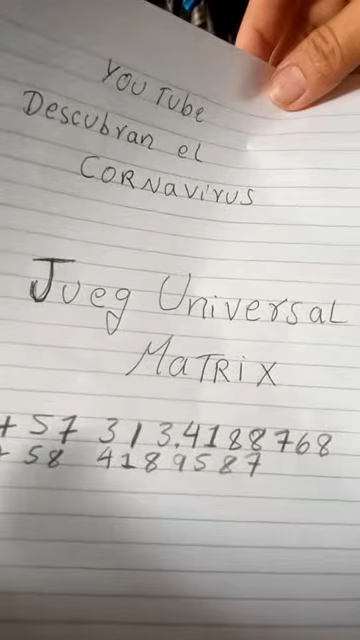 YouTube
Descubran el
CORNAVIRUS
Jueg Universal
MATRIX
+ 57 313.4188768
+ 58 4189587